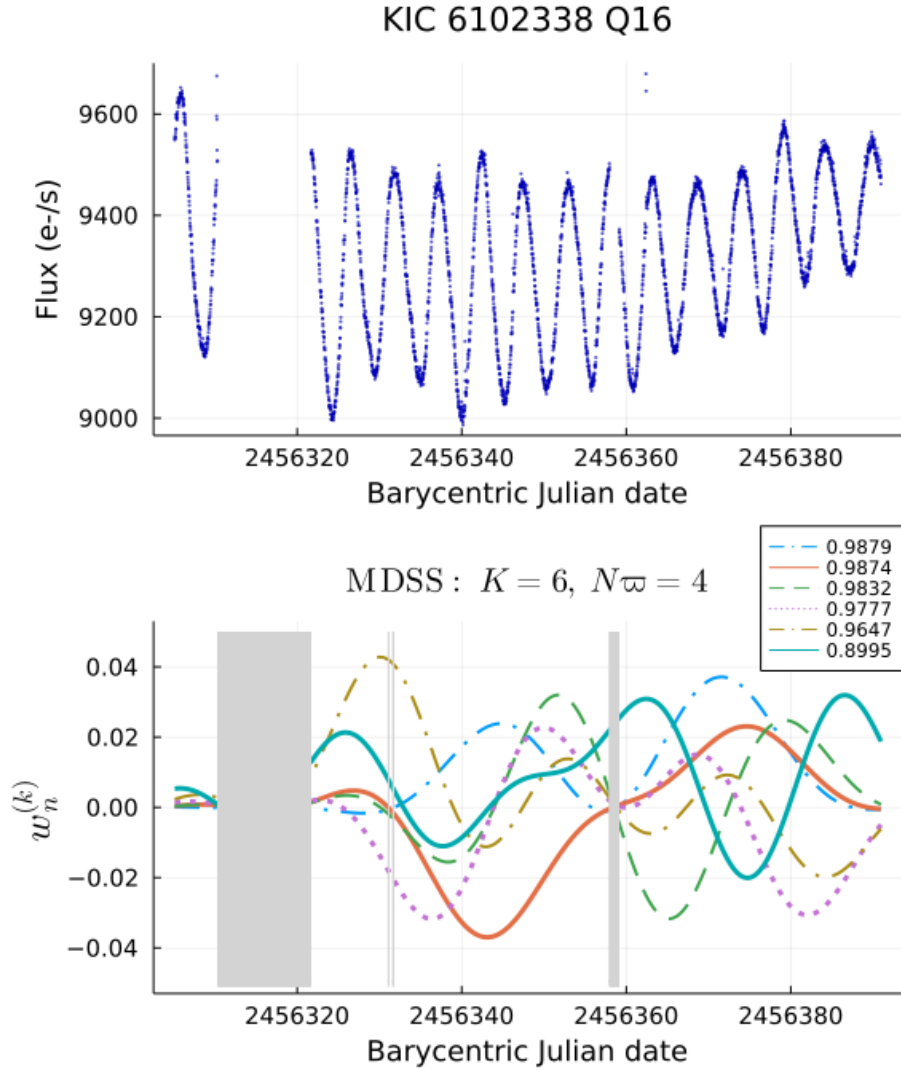 KIC 6102338 Q16
9600
9400
9200
9000
Flux (e-/s)
2456320 2456340 2456360 2456380
Barycentric Julian date
0.9879
0.9874
0.9832
0.9777
0.9647
0.8995
MDSS : K = 6, Nϖ = 4
0.04
0.02
0.00
−0.02
−0.04
w_n^{(k)}
2456320 2456340 2456360 2456380
Barycentric Julian date